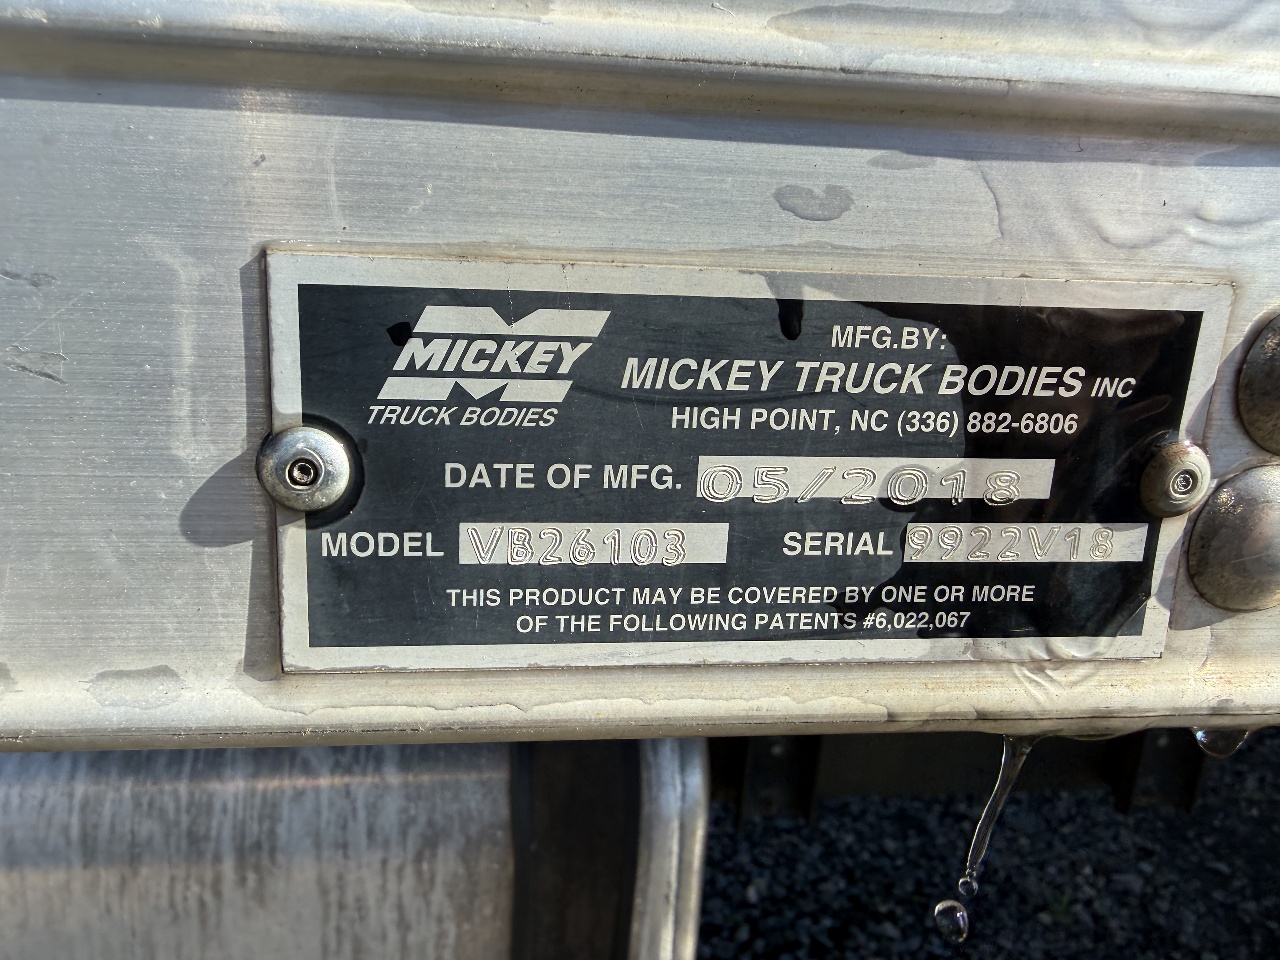 MICKEY
TRUCK BODIES
MFG.BY:
MICKEY TRUCK BODIES INC
HIGH POINT, NC (336) 882-6806
DATE OF MFG. 05/2018
MODEL VB26103 SERIAL 9922V18
THIS PRODUCT MAY BE COVERED BY ONE OR MORE
OF THE FOLLOWING PATENTS #6,022,067